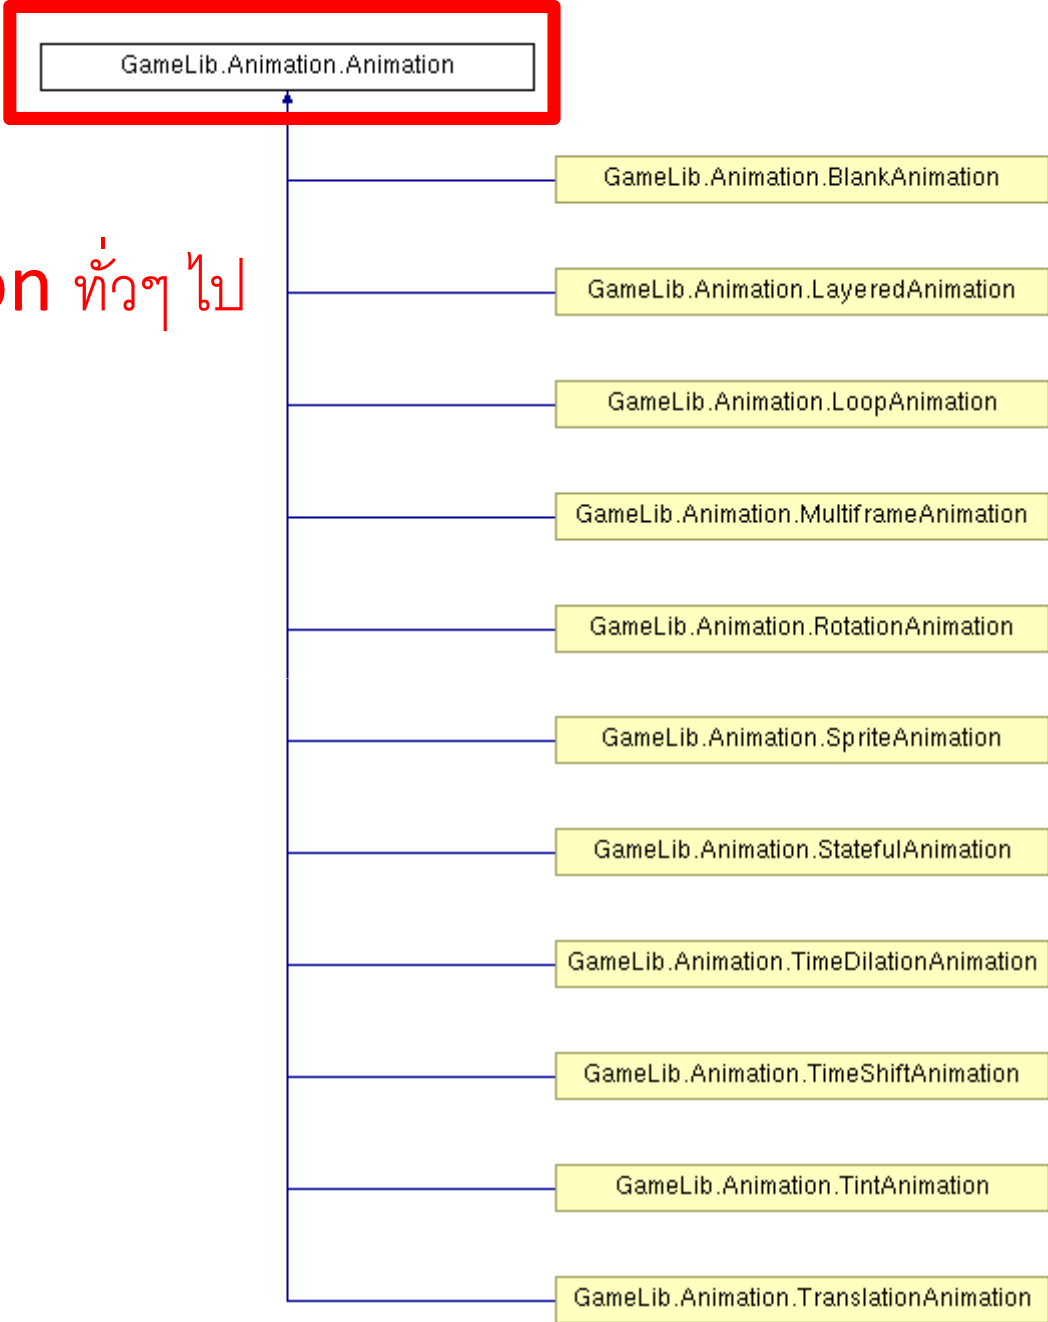 GameLib.Animation.Animation
GameLib.Animation.BlankAnimation
on ทั่วๆ ไป
GameLib.Animation.LayeredAnimation
GameLib.Animation.LoopAnimation
GameLib.Animation.MultiframeAnimation
GameLib.Animation.RotationAnimation
GameLib.Animation.SpriteAnimation
GameLib.Animation.StatefulAnimation
GameLib.Animation.TimeDilationAnimation
GameLib.Animation.TimeShiftAnimation
GameLib.Animation.TintAnimation
GameLib.Animation.TranslationAnimation